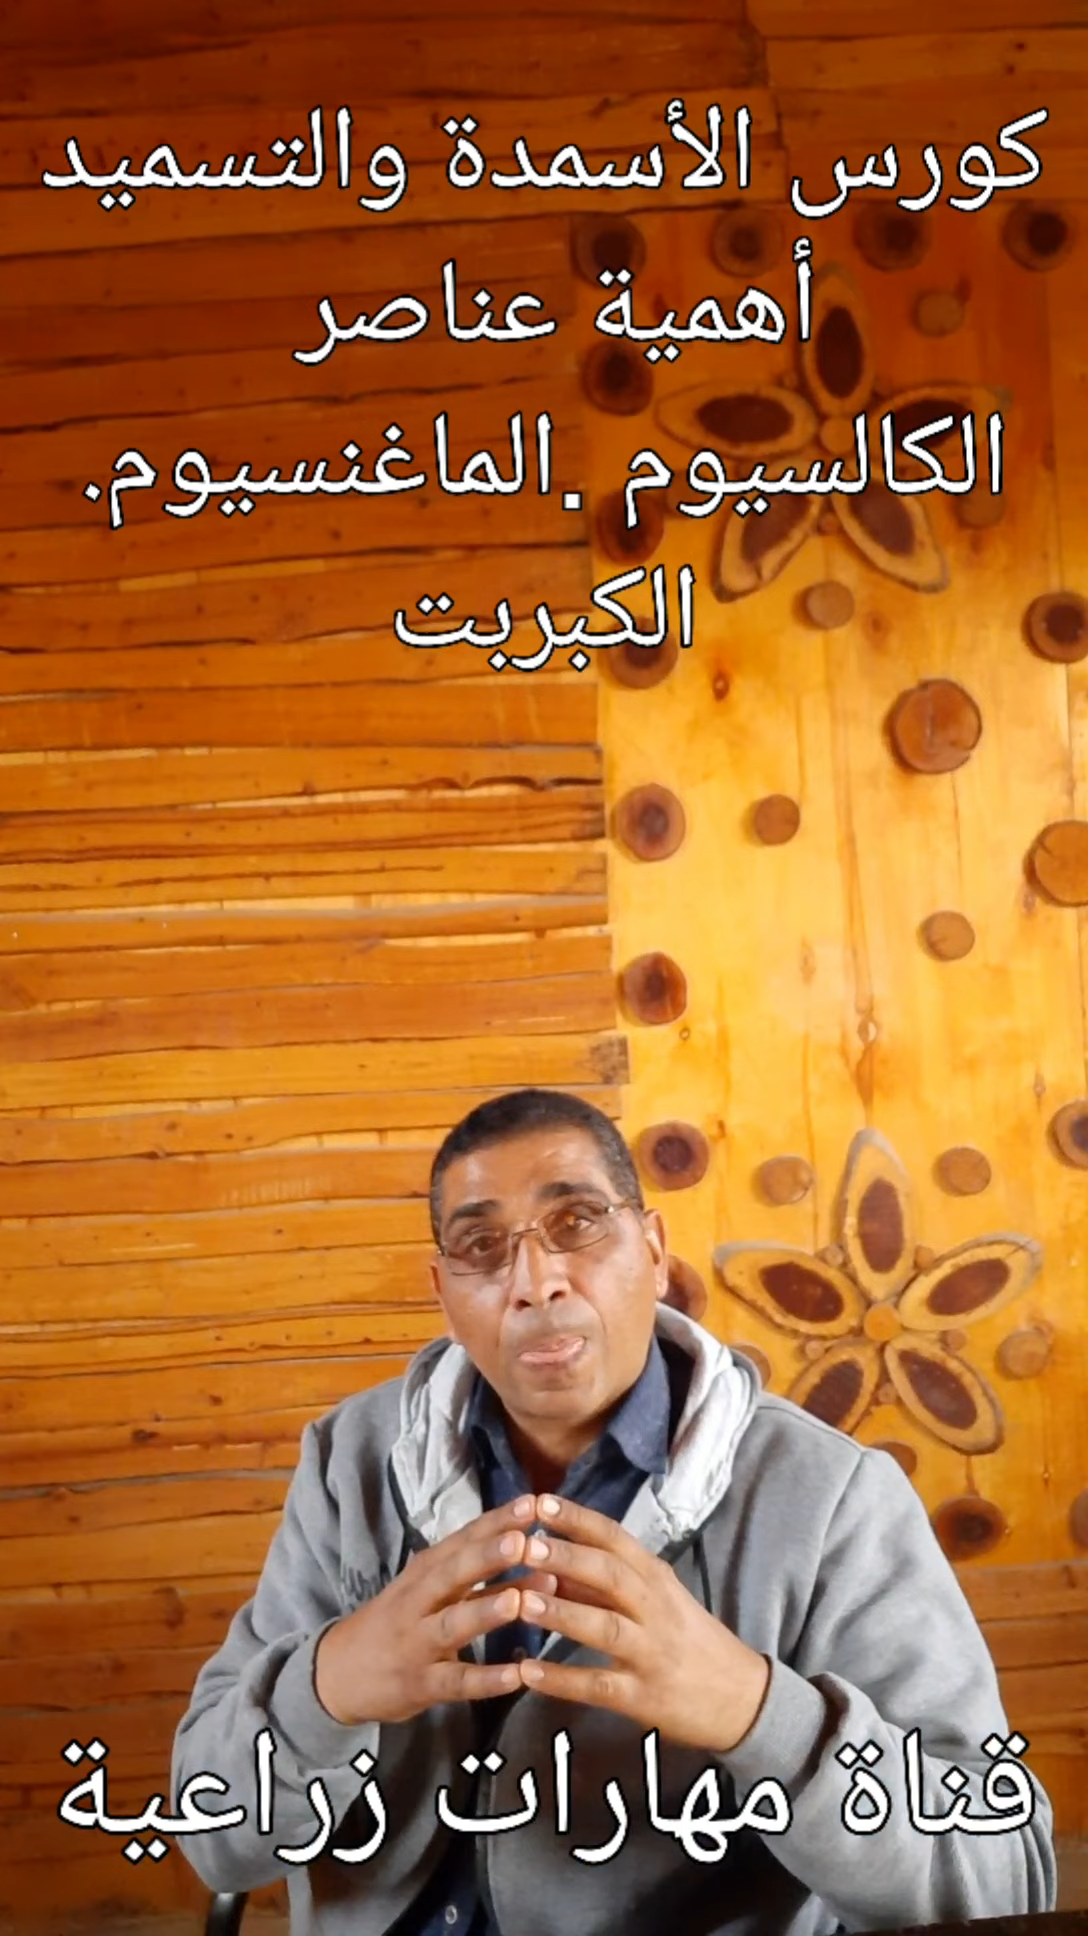 كورس الأسمدة والتسميد
أهمية عناصر
الكالسيوم .الماغنسيوم.
الكبربت
قناة مهارات زراعية